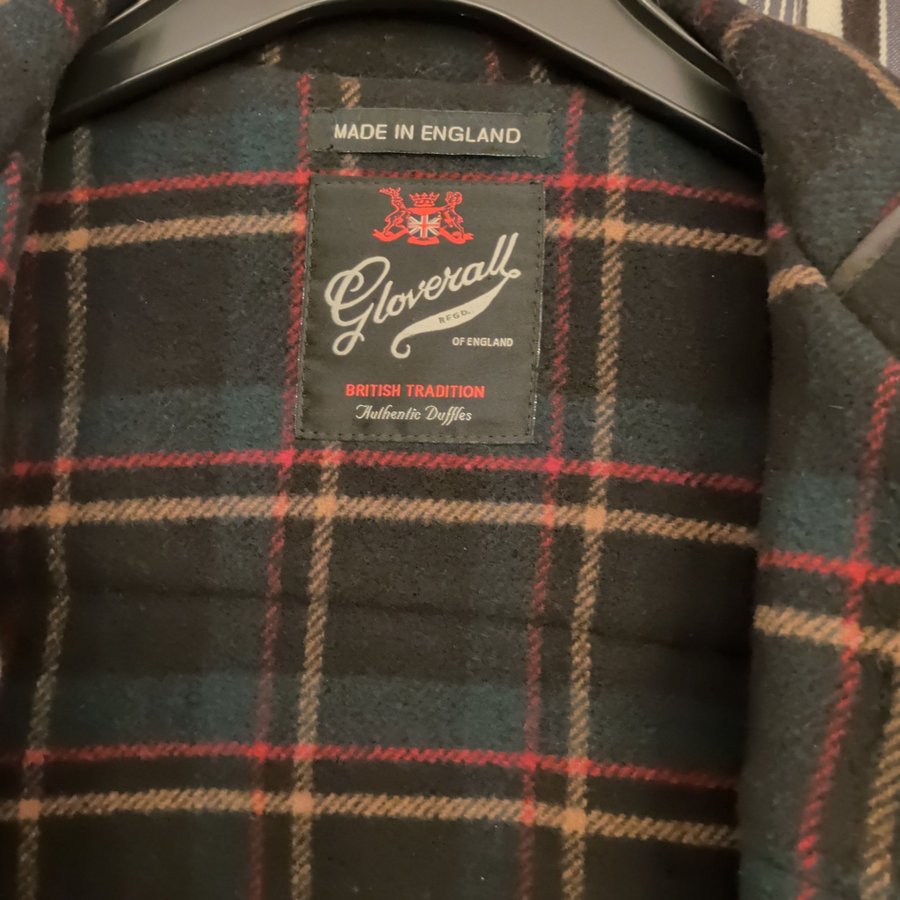 MADE IN ENGLAND
Gloverall
REGD.
OF ENGLAND
BRITISH TRADITION
Authentic Duffles